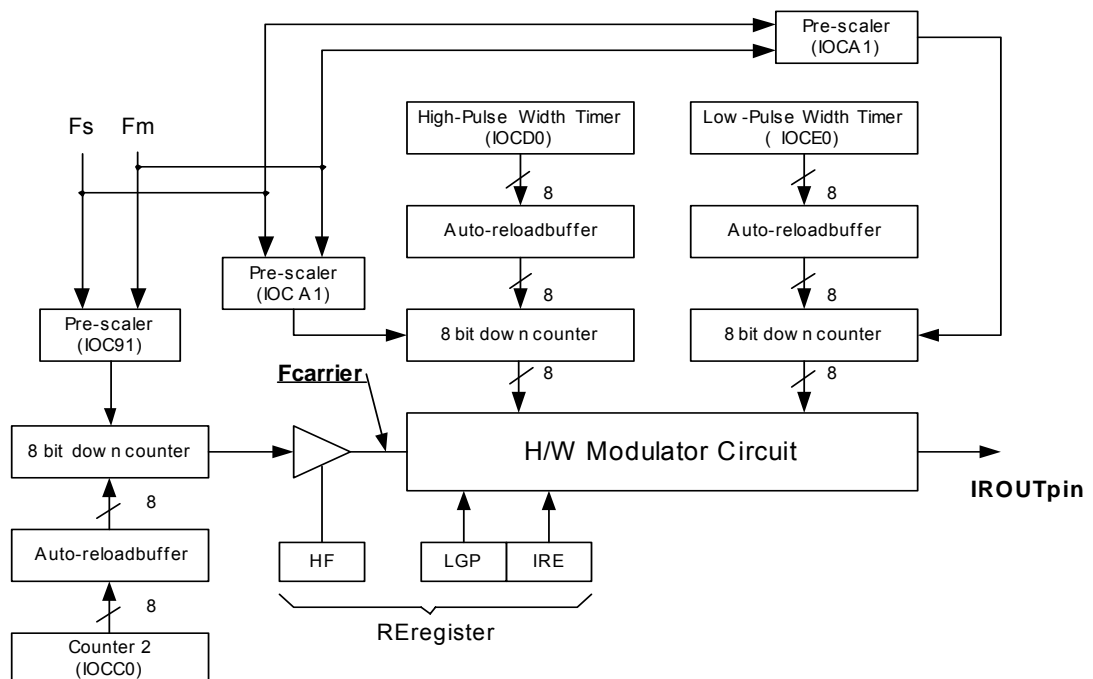 Pre-scaler
(IOCA1)
Fs Fm
High-Pulse Width Timer
(IOCD0)
Low-Pulse Width Timer
( IOCE0)
8
8
Auto-reloadbuffer
Auto-reloadbuffer
Pre-scaler
(IOC A1)
8
8
Pre-scaler
(IOC91)
8 bit dow n counter
8 bit dow n counter
8
8
Fcarrier
8 bit dow n counter
H/W Modulator Circuit
IROUTpin
8
Auto-reloadbuffer
HF
LGP
IRE
8
REregister
Counter 2
(IOCC0)